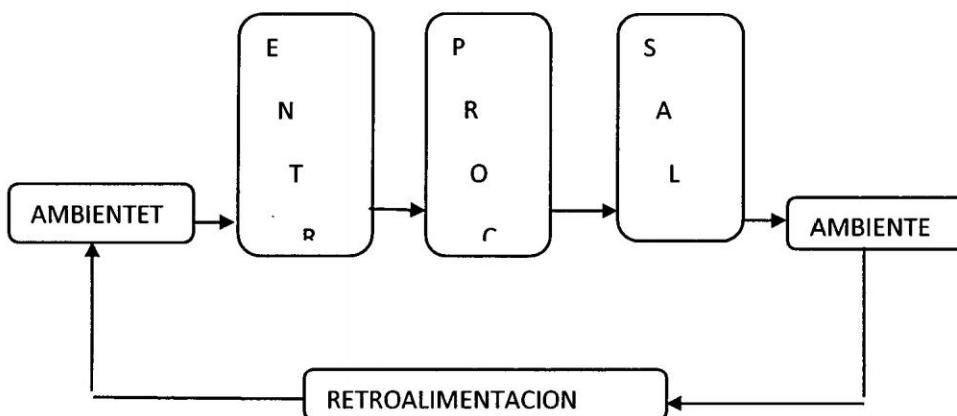 E
N
T
R
P
R
O
C
S
A
L
AMBIENTET
AMBIENTE
RETROALIMENTACION